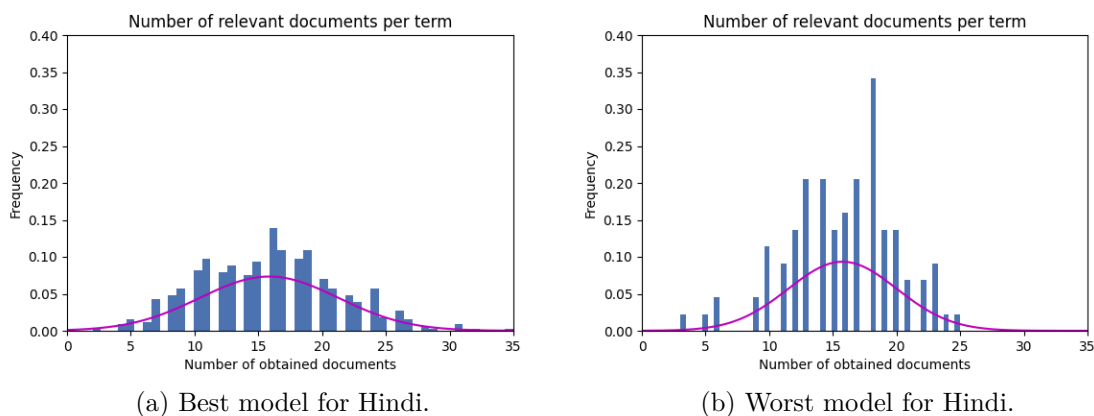 Number of relevant documents per term
0.40
0.35
0.30
0.25
0.20
0.15
0.10
0.05
0.00
Frequency
0 5 10 15 20 25 30 35
Number of obtained documents
(a) Best model for Hindi.
Number of relevant documents per term
0.40
0.35
0.30
0.25
0.20
0.15
0.10
0.05
0.00
Frequency
0 5 10 15 20 25 30 35
Number of obtained documents
(b) Worst model for Hindi.